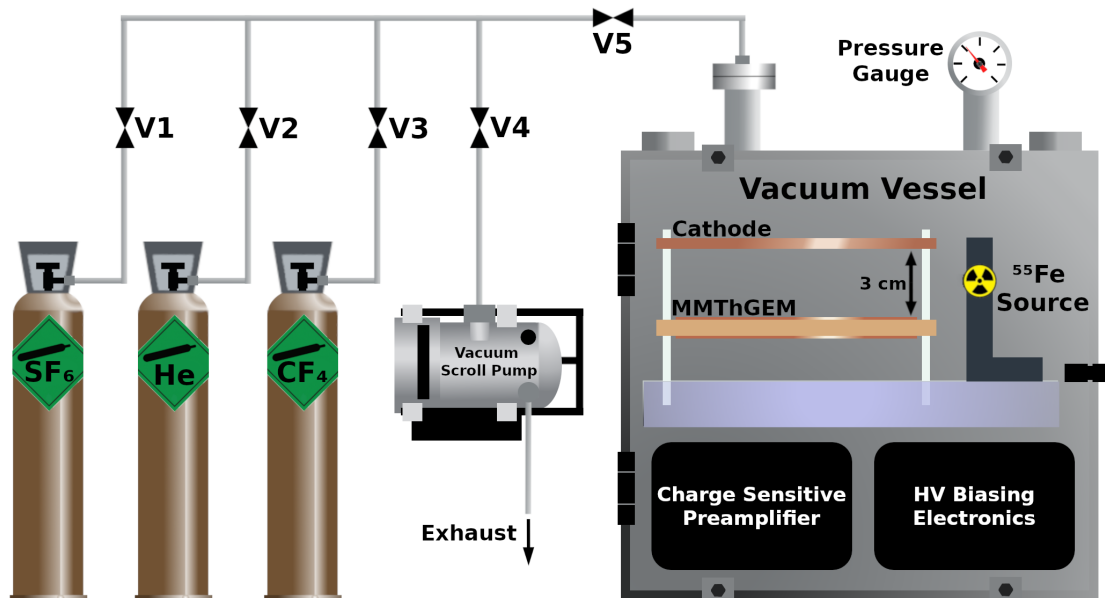 V5
Pressure
Gauge
V1
V2
V3
V4
Vacuum Vessel
Cathode
3 cm
⁵⁵Fe
Source
MMThGEM
SF₆
He
CF₄
Vacuum
Scroll Pump
Charge Sensitive
Preamplifier
HV Biasing
Electronics
Exhaust